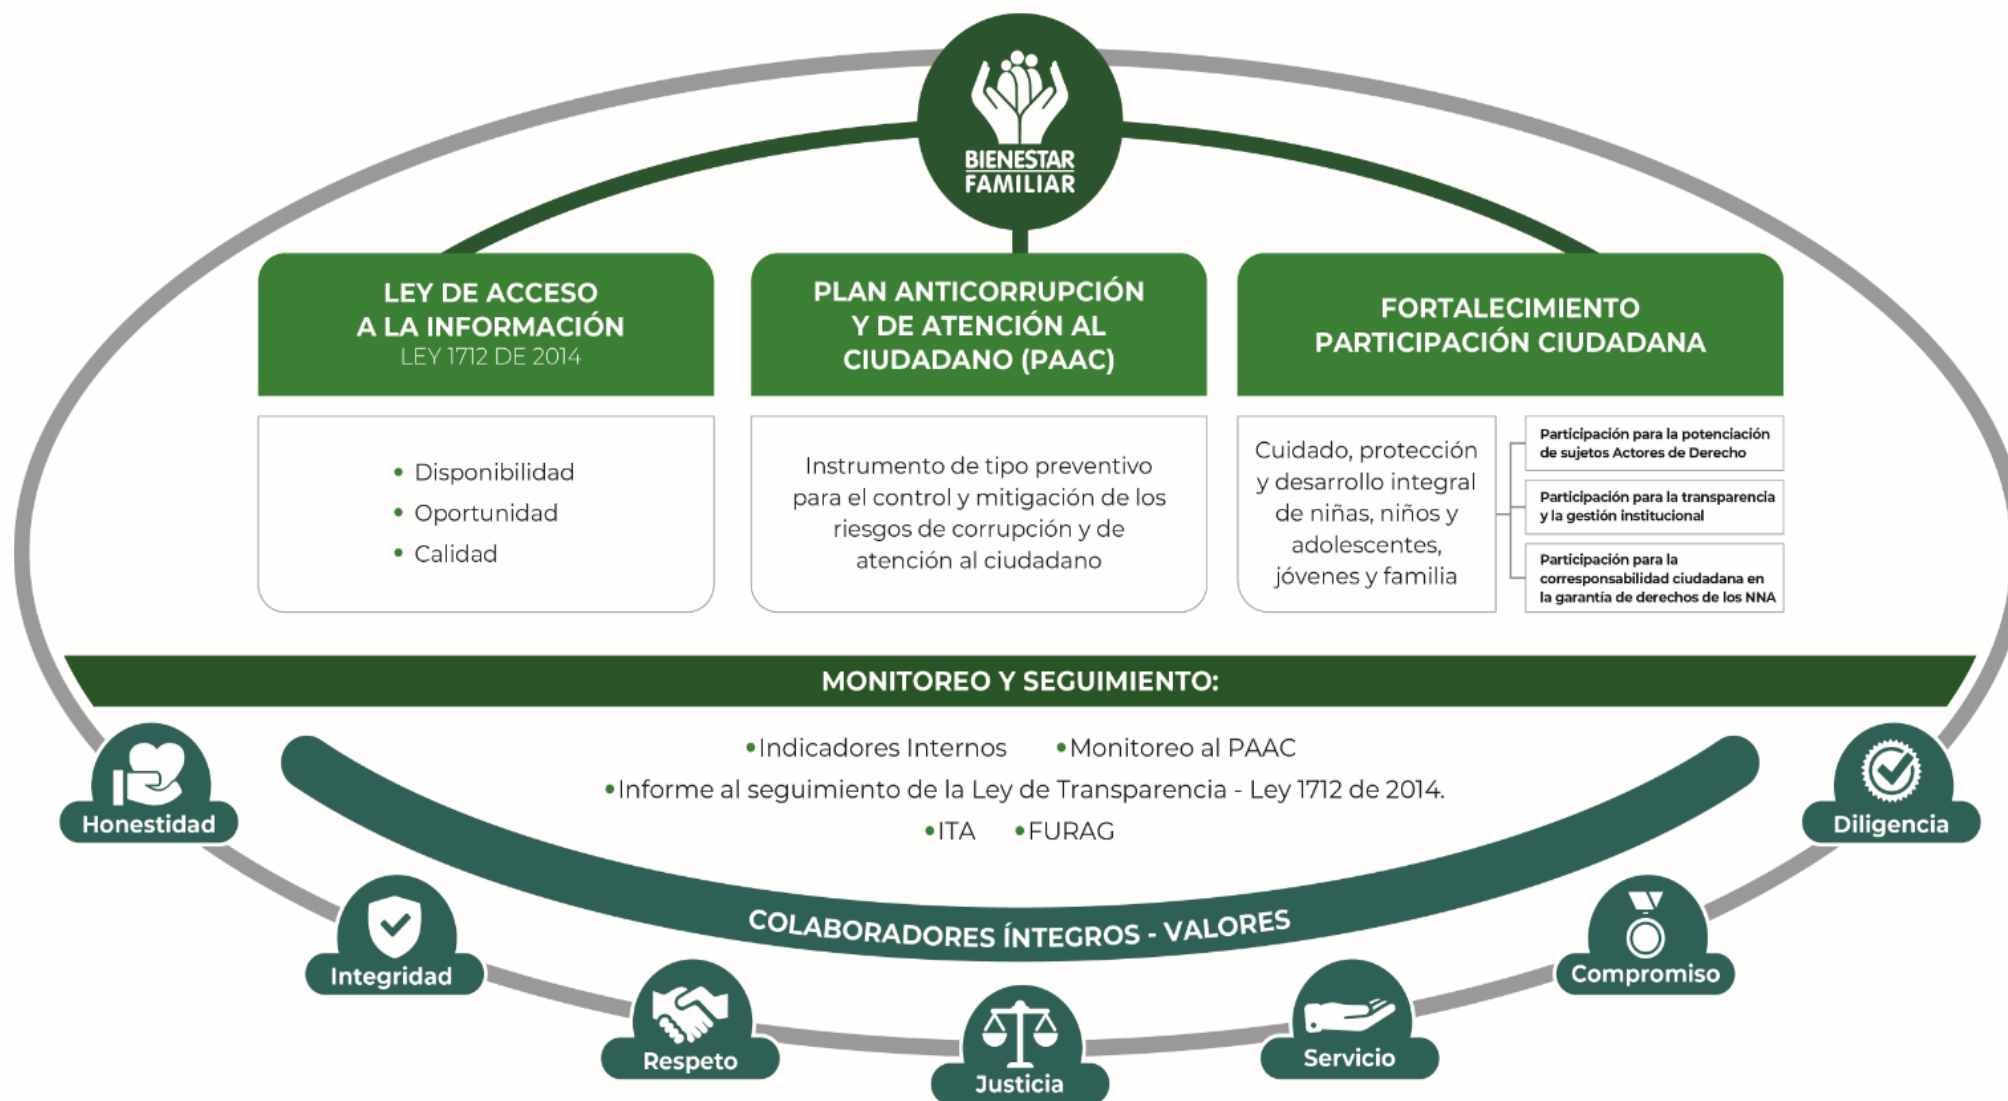 BIENESTAR
FAMILIAR
LEY DE ACCESO
A LA INFORMACIÓN
LEY 1712 DE 2014
• Disponibilidad
• Oportunidad
• Calidad
PLAN ANTICORRUPCIÓN
Y DE ATENCIÓN AL
CIUDADANO (PAAC)
Instrumento de tipo preventivo
para el control y mitigación de los
riesgos de corrupción y de
atención al ciudadano
FORTALECIMIENTO
PARTICIPACIÓN CIUDADANA
Cuidado, protección
y desarrollo integral
de niñas, niños y
adolescentes,
jóvenes y familia
Participación para la potenciación
de sujetos Actores de Derecho
Participación para la transparencia
y la gestión institucional
Participación para la
corresponsabilidad ciudadana en
la garantía de derechos de los NNA
MONITOREO Y SEGUIMIENTO:
•Indicadores Internos •Monitoreo al PAAC
•Informe al seguimiento de la Ley de Transparencia - Ley 1712 de 2014.
•ITA •FURAG
COLABORADORES ÍNTEGROS - VALORES
Honestidad
Integridad
Respeto
Justicia
Servicio
Compromiso
Diligencia